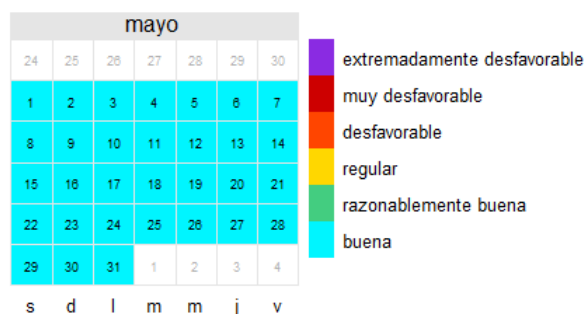 mayo
24 25 26 27 28 29 30
1 2 3 4 5 6 7
8 9 10 11 12 13 14
15 16 17 18 19 20 21
22 23 24 25 26 27 28
29 30 31 1 2 3 4
s d l m m j v
extremadamente desfavorable
muy desfavorable
desfavorable
regular
razonablemente buena
buena